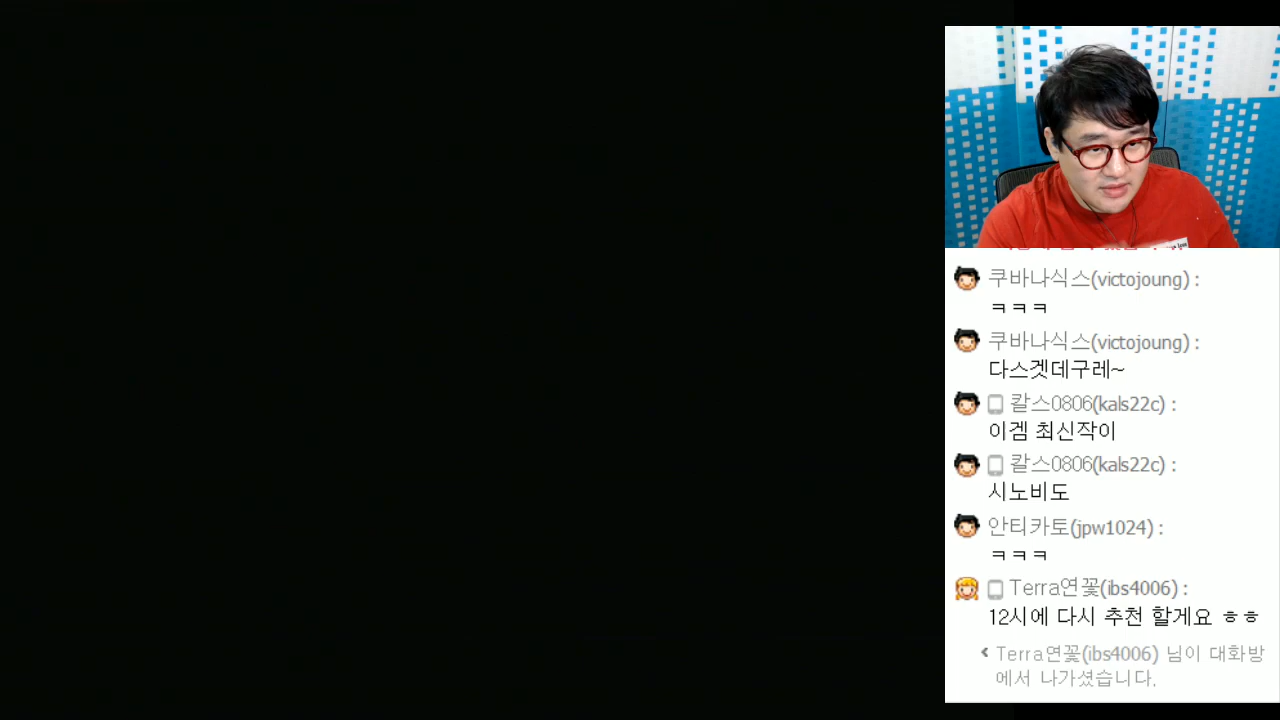 쿠바나식스(victojoung) :
ㅋㅋㅋ
쿠바나식스(victojoung) :
다스겟데구레~
칼스0806(kals22c) :
이겜 최신작이
칼스0806(kals22c) :
시노비도
안티카토(jpw1024) :
ㅋㅋㅋ
Terra연꽃(ibs4006) :
12시에 다시 추천 할게요 ㅎㅎ
Terra연꽃(ibs4006) 님이 대화방
에서 나가셨습니다.